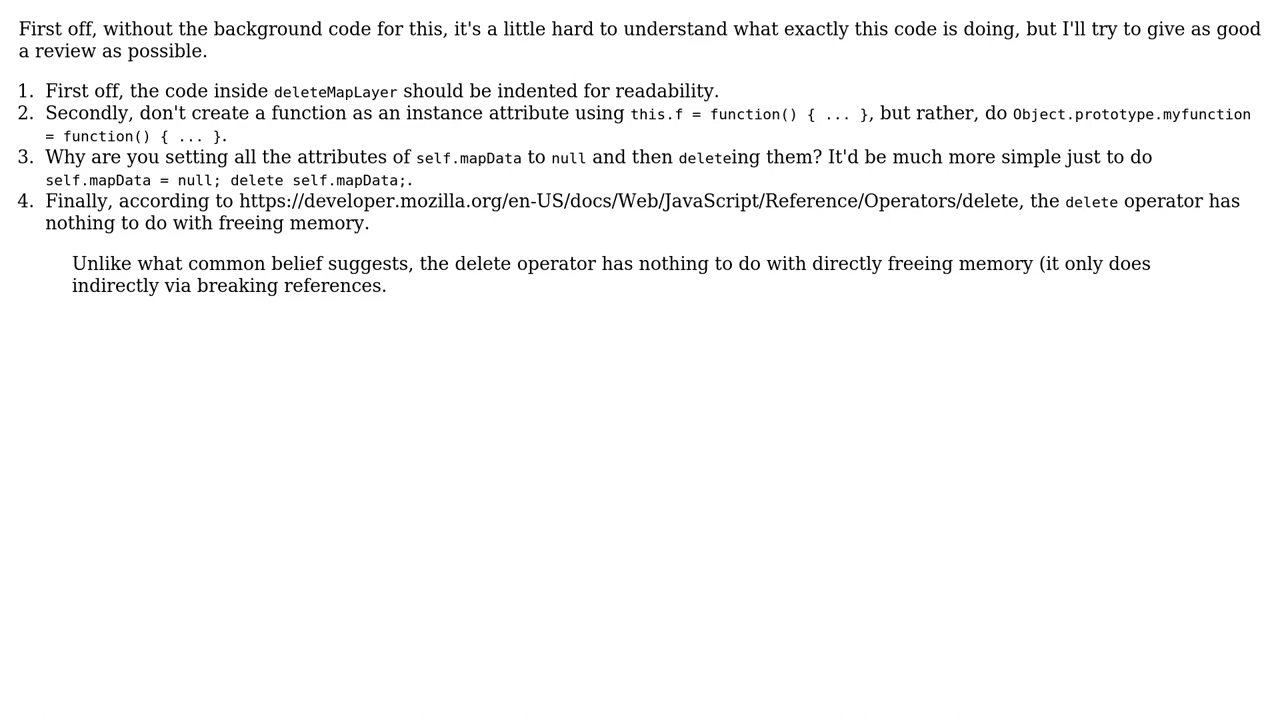 First off, without the background code for this, it's a little hard to understand what exactly this code is doing, but I'll try to give as good
a review as possible.
1. First off, the code inside deleteMapLayer should be indented for readability.
2. Secondly, don't create a function as an instance attribute using this.f = function() { ... }, but rather, do Object.prototype.myfunction
= function() { ... }.
3. Why are you setting all the attributes of self.mapData to null and then deleteing them? It'd be much more simple just to do
self.mapData = null; delete self.mapData;.
4. Finally, according to https://developer.mozilla.org/en-US/docs/Web/JavaScript/Reference/Operators/delete, the delete operator has
nothing to do with freeing memory.
Unlike what common belief suggests, the delete operator has nothing to do with directly freeing memory (it only does
indirectly via breaking references.